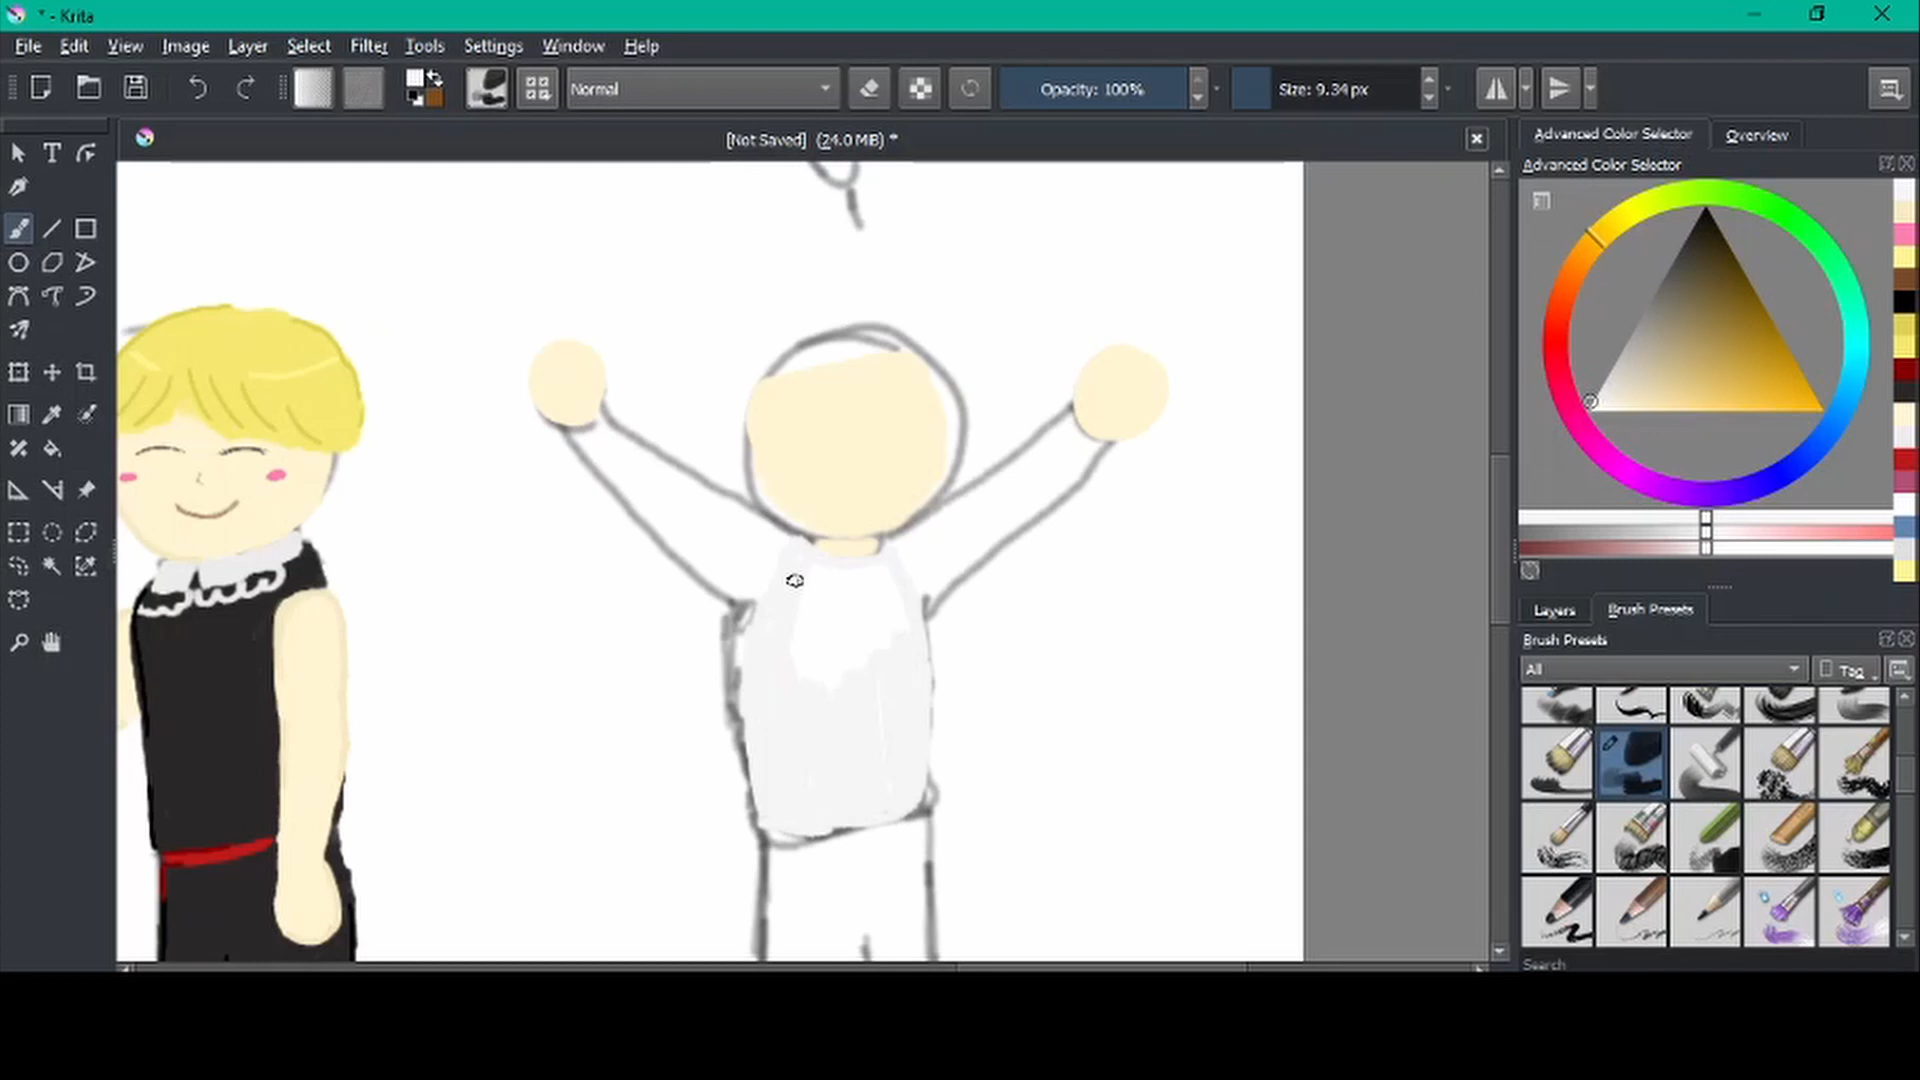 * - Krita
File Edit View Image Layer Select Filter Tools Settings Window Help
Normal
Opacity: 100%
Size: 9.34 px
[Not Saved] (24.0 MiB) *
Advanced Color Selector Overview
Advanced Color Selector
Layers Brush Presets
Brush Presets
All
Tag
Search